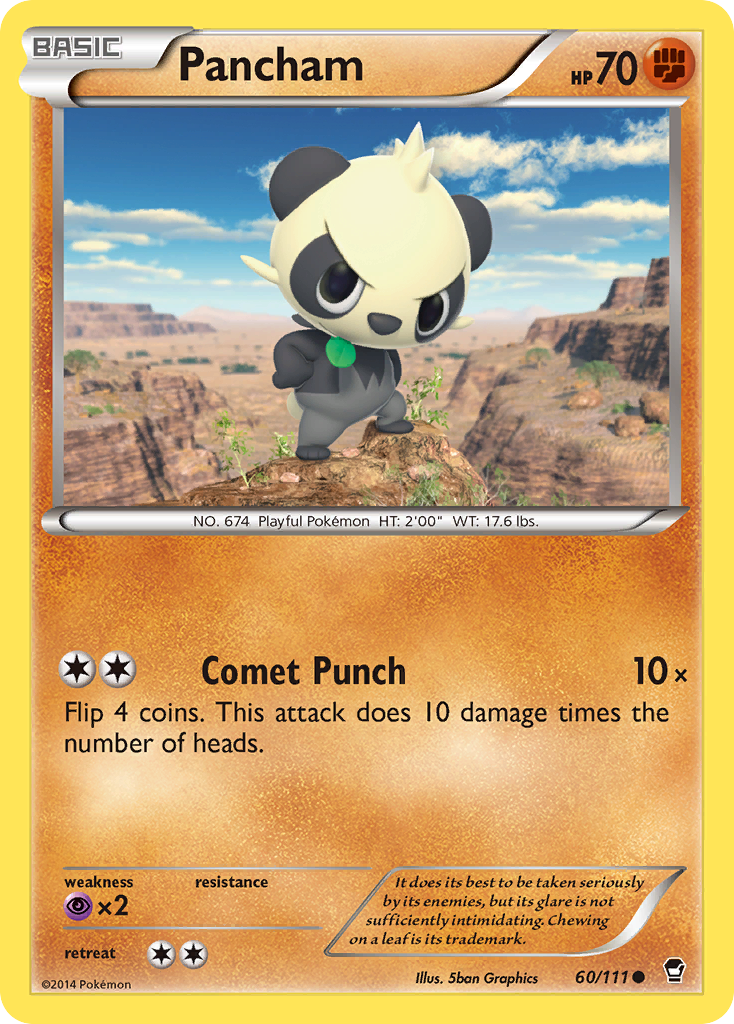 BASIC
Pancham
HP 70
NO. 674 Playful Pokémon HT: 2'00" WT: 17.6 lbs.
Comet Punch 10×
Flip 4 coins. This attack does 10 damage times the
number of heads.
weakness resistance
×2
retreat
It does its best to be taken seriously
by its enemies, but its glare is not
sufficiently intimidating. Chewing
on a leaf is its trademark.
©2014 Pokémon
Illus. 5ban Graphics
60/111